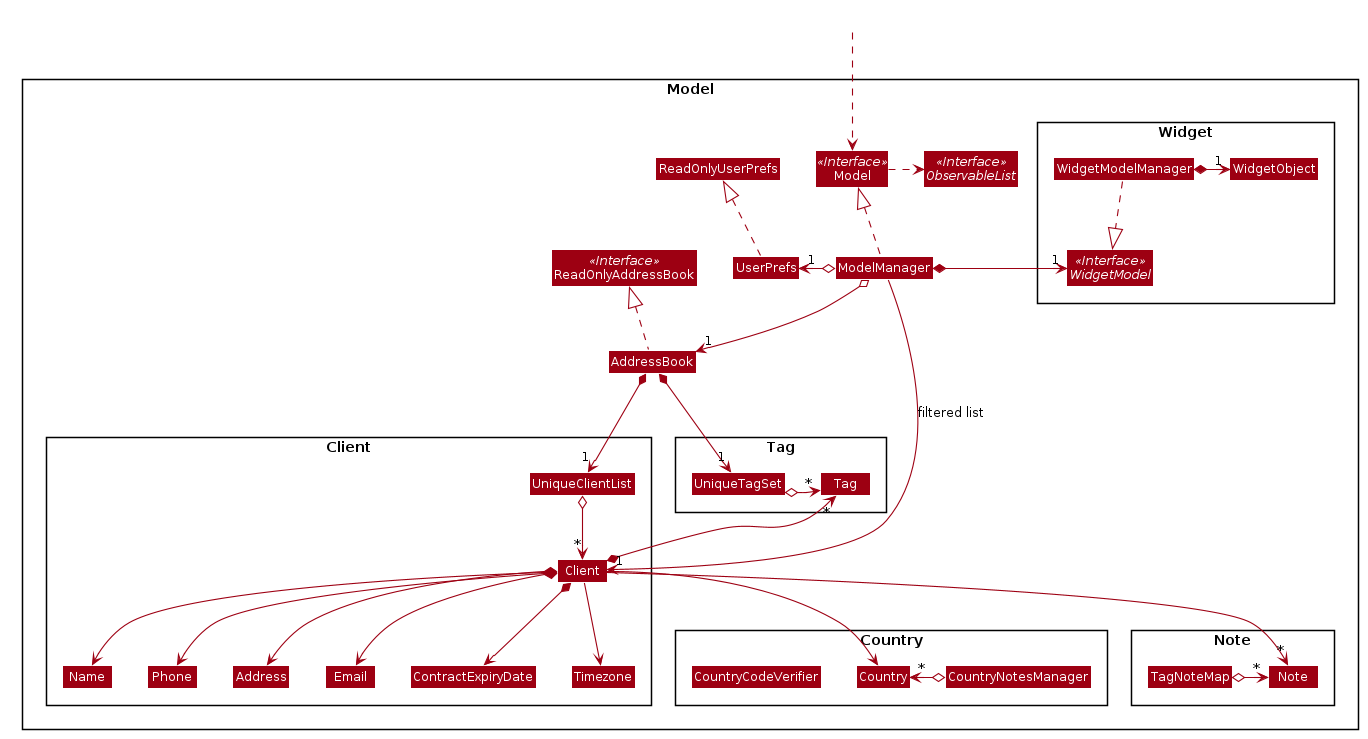 Model
Widget
«Interface»
Model
«Interface»
ObservableList
ReadOnlyUserPrefs
WidgetModelManager
1
WidgetObject
«Interface»
ReadOnlyAddressBook
UserPrefs
1
ModelManager
1
«Interface»
WidgetModel
1
AddressBook
filtered list
Client
Tag
1
1
UniqueClientList
UniqueTagSet
*
Tag
*
*
1
Client
Country
Note
*
Name
Phone
Address
Email
ContractExpiryDate
Timezone
CountryCodeVerifier
Country
*
CountryNotesManager
TagNoteMap
*
Note